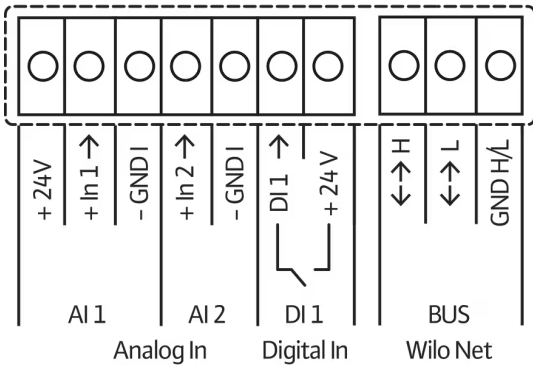 + 24V
+ In 1 →
– GND I
+ In 2 →
– GND I
DI 1 →
+ 24 V
↔ H
↔ L
GND H/L
AI 1
AI 2
DI 1
BUS
Analog In
Digital In
Wilo Net